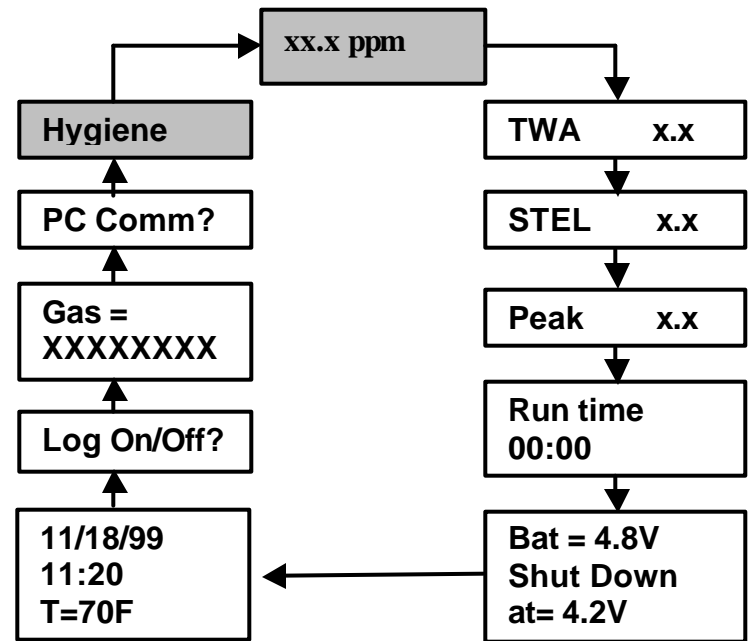 xx.x ppm
TWA x.x
STEL x.x
Peak x.x
Run time
00:00
Bat = 4.8V
Shut Down
at= 4.2V
11/18/99
11:20
T=70F
Log On/Off?
Gas =
XXXXXXXX
PC Comm?
Hygiene